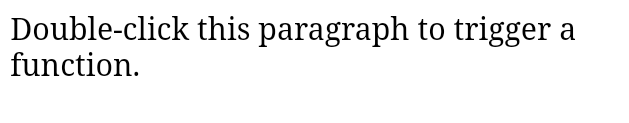 Double-click this paragraph to trigger a
function.